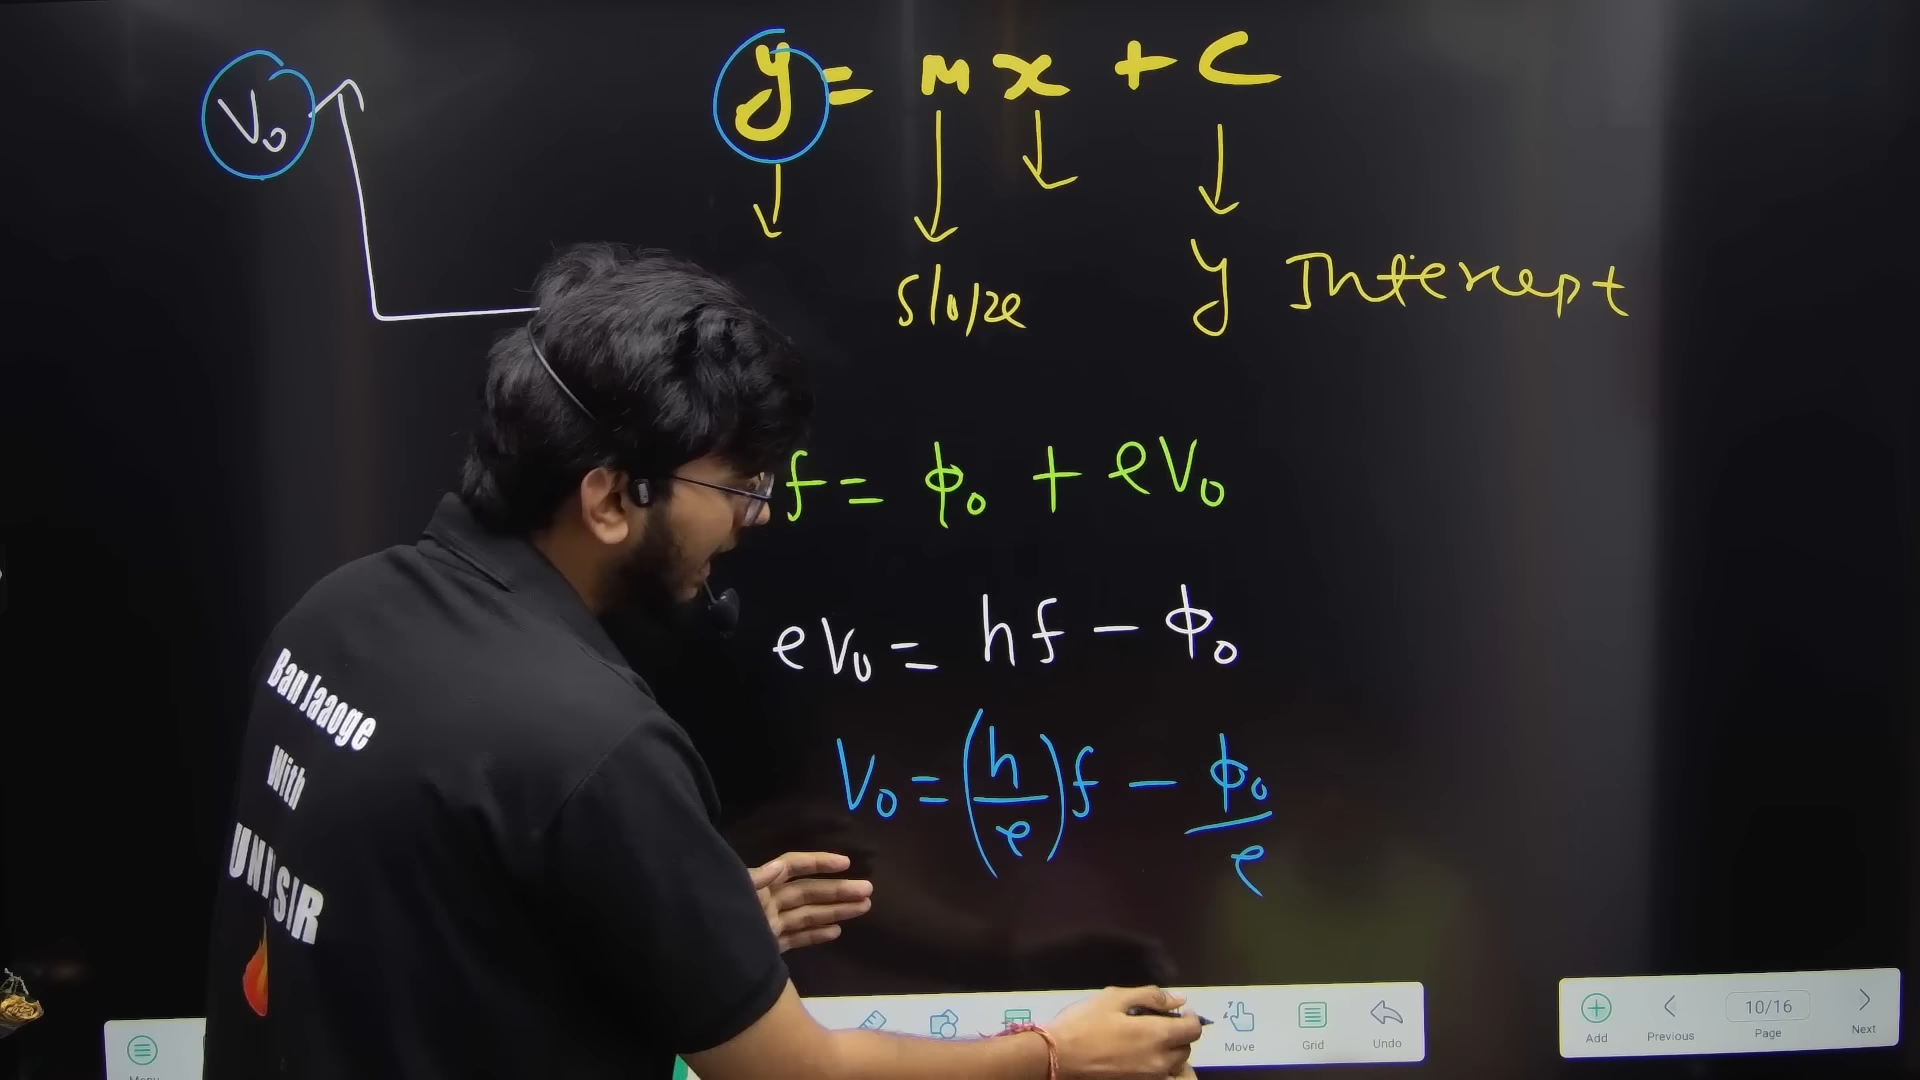 V₀
y = mx + c
slope
y Intercept
f = ϕ₀ + eV₀
eV₀ = hf - ϕ₀
V₀ = (h/e) f - ϕ₀/e
Ban Jaaoge
With
UNI SIR
Move
Grid
Undo
Add
Previous
10/16
Page
Next